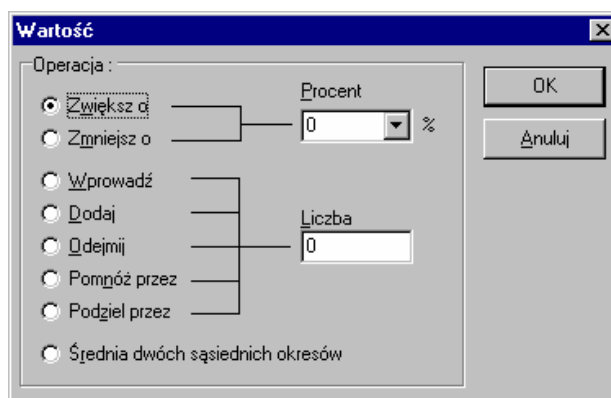 Wartość
Operacja :
Zwiększ o
Zmniejsz o
Procent
0
%
Wprowadź
Dodaj
Odejmij
Pomnóż przez
Podziel przez
Liczba
0
Średnia dwóch sąsiednich okresów
OK
Anuluj